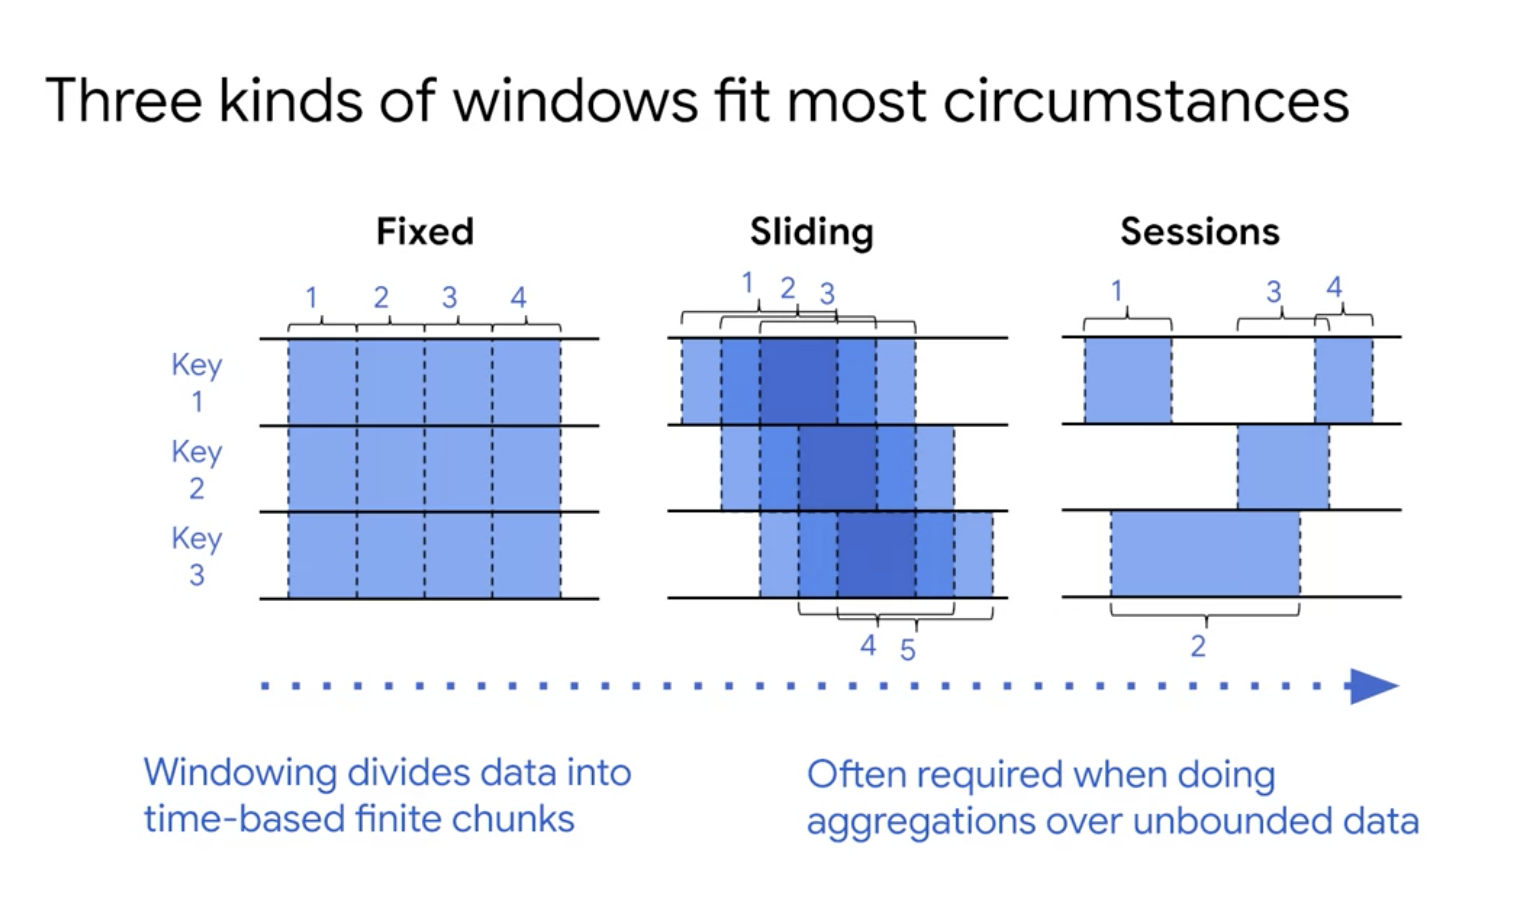 Three kinds of windows fit most circumstances
Fixed
Sliding
Sessions
1 2 3 4
1 2 3
1 3 4
Key
1
Key
2
Key
3
4 5
2
Windowing divides data into
time-based finite chunks
Often required when doing
aggregations over unbounded data